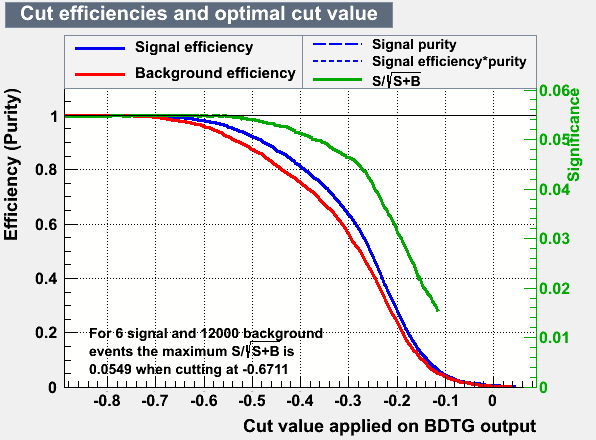 Cut efficiencies and optimal cut value
Signal efficiency
Background efficiency
Signal purity
Signal efficiency*purity
S/√S+B
Efficiency (Purity)
1
0.8
0.6
0.4
0.2
0
0.06
0.05
0.04
0.03
0.02
0.01
0
Significance
For 6 signal and 12000 background
events the maximum S/√S+B is
0.0549 when cutting at -0.6711
-0.8 -0.7 -0.6 -0.5 -0.4 -0.3 -0.2 -0.1 0
Cut value applied on BDTG output